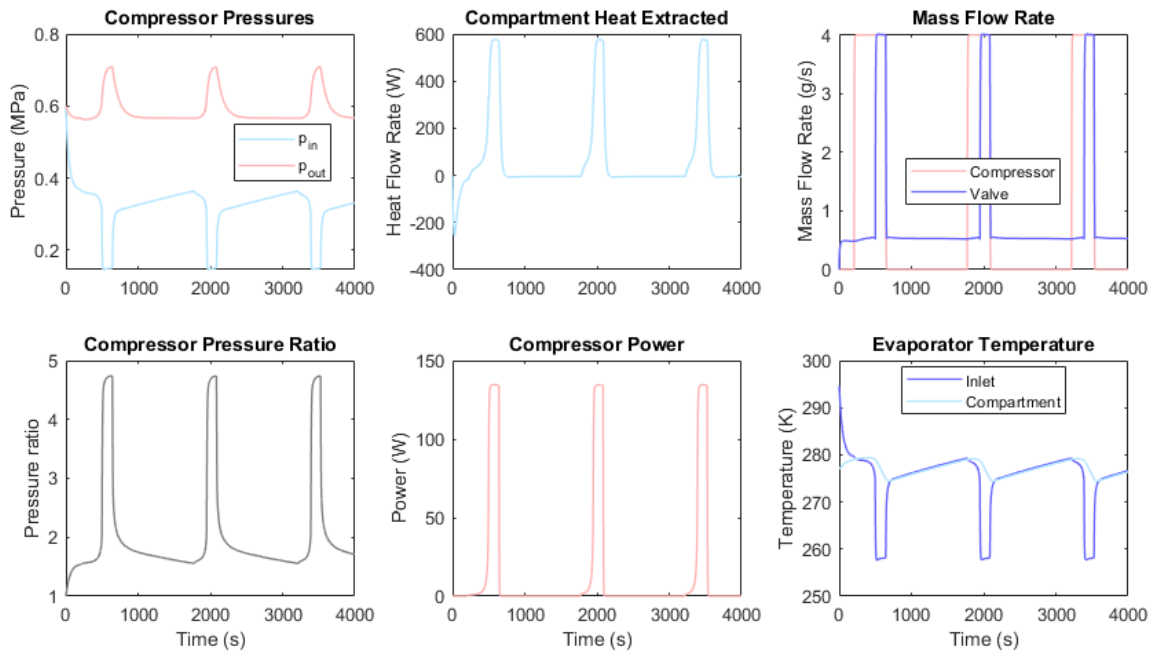 Compressor Pressures
Pressure (MPa)
0.8
0.6
0.4
0.2
p_in
p_out
0 1000 2000 3000 4000
Compartment Heat Extracted
Heat Flow Rate (W)
600
400
200
0
-200
-400
0 1000 2000 3000 4000
Mass Flow Rate
Mass Flow Rate (g/s)
4
3
2
1
0
Compressor
Valve
0 1000 2000 3000 4000
Compressor Pressure Ratio
Pressure ratio
5
4
3
2
1
0 1000 2000 3000 4000
Time (s)
Compressor Power
Power (W)
150
100
50
0
0 1000 2000 3000 4000
Time (s)
Evaporator Temperature
Temperature (K)
300
290
280
270
260
250
Inlet
Compartment
0 1000 2000 3000 4000
Time (s)